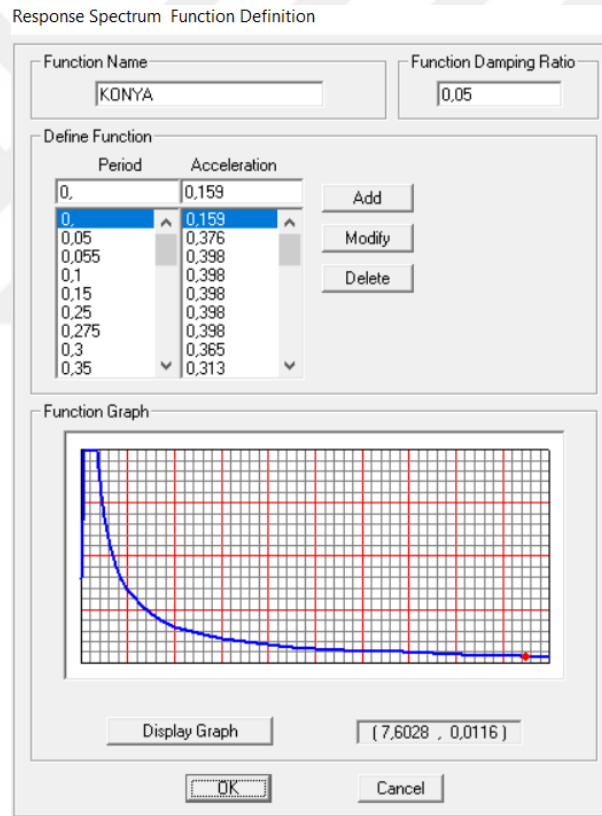 Response Spectrum Function Definition
Function Name
KONYA
Function Damping Ratio
0,05
Define Function
Period Acceleration
0, 0,159
Add
0, 0,159
0,05 0,376
Modify
0,055 0,398
0,1 0,398
Delete
0,15 0,398
0,25 0,398
0,275 0,398
0,3 0,365
0,35 0,313
Function Graph
Display Graph
( 7,6028 , 0,0116 )
OK Cancel